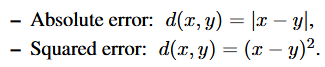 – Absolute error: d(x, y) = |x − y|,
– Squared error: d(x, y) = (x − y)².